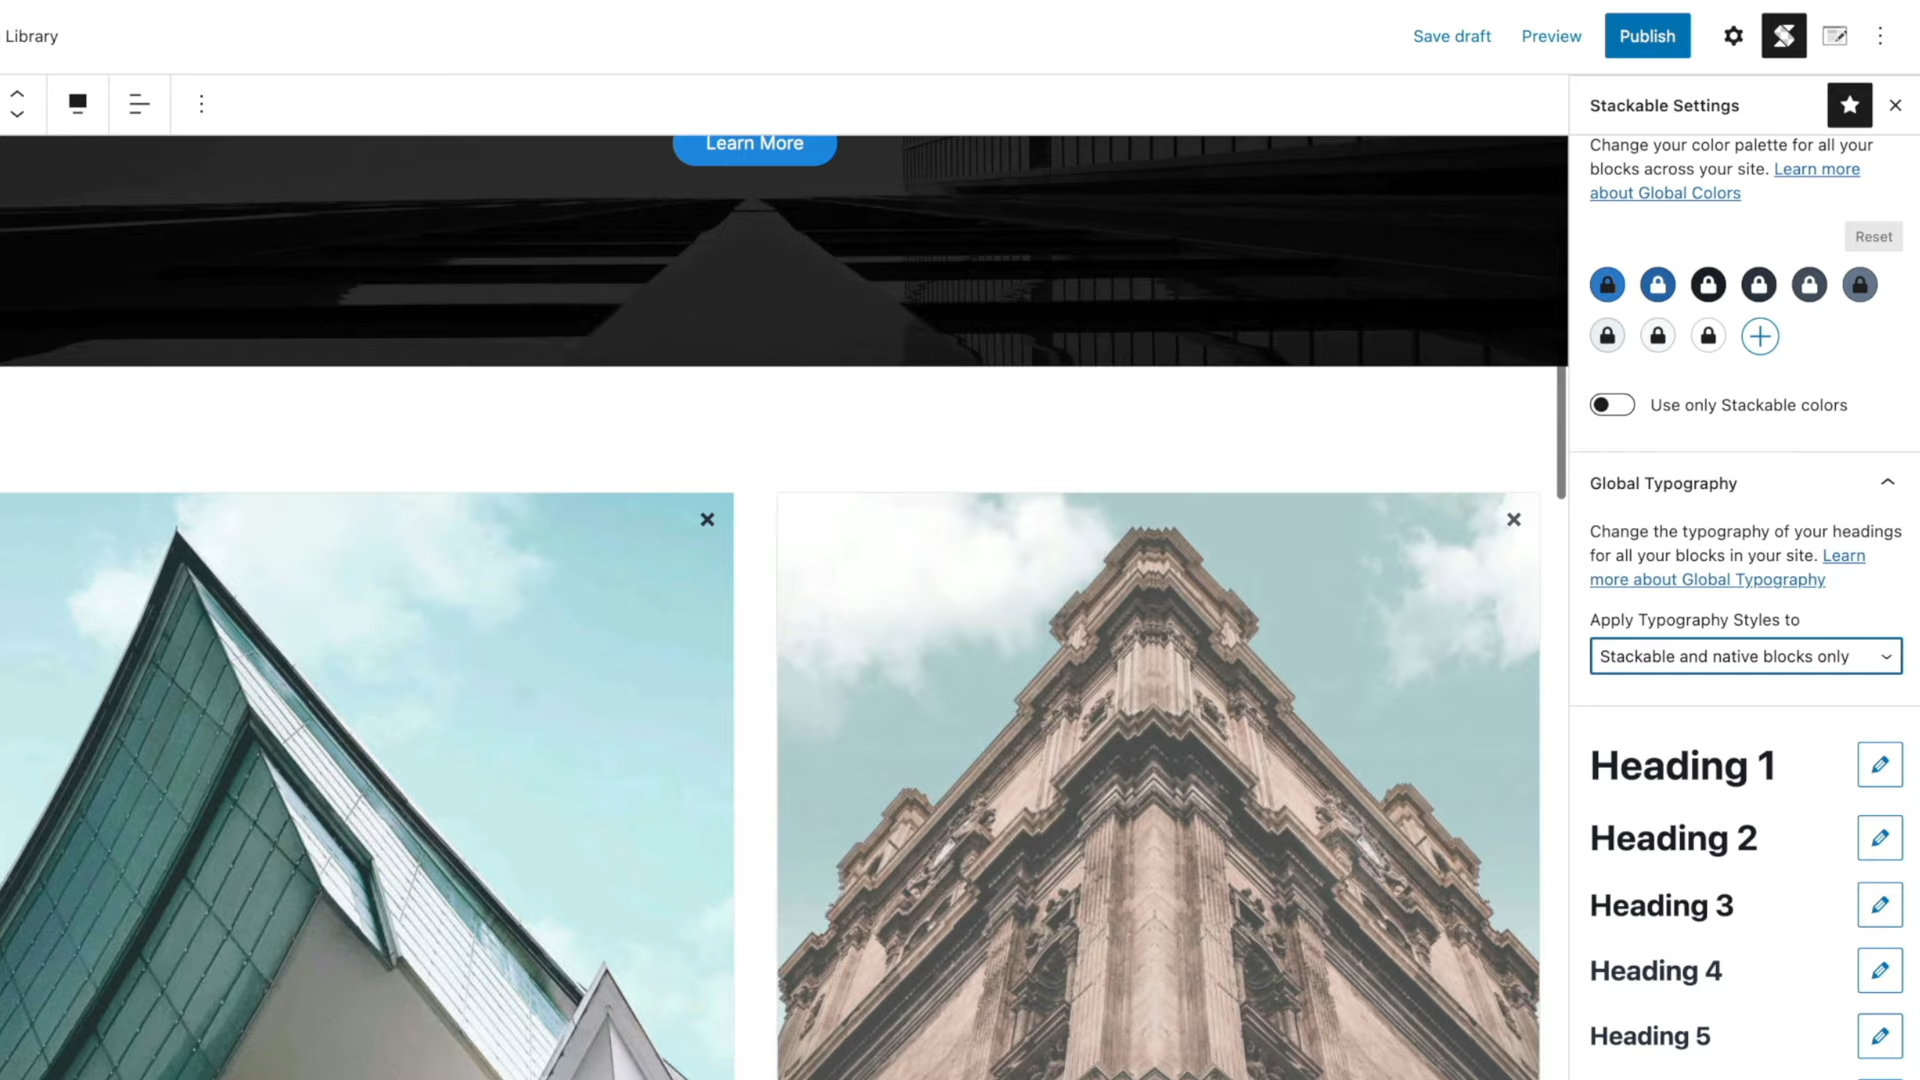 Library
Save draft
Preview
Publish
Stackable Settings
Learn More
Change your color palette for all your
blocks across your site. Learn more
about Global Colors
Reset
Use only Stackable colors
Global Typography
Change the typography of your headings
for all your blocks in your site. Learn
more about Global Typography
Apply Typography Styles to
Stackable and native blocks only
Heading 1
Heading 2
Heading 3
Heading 4
Heading 5